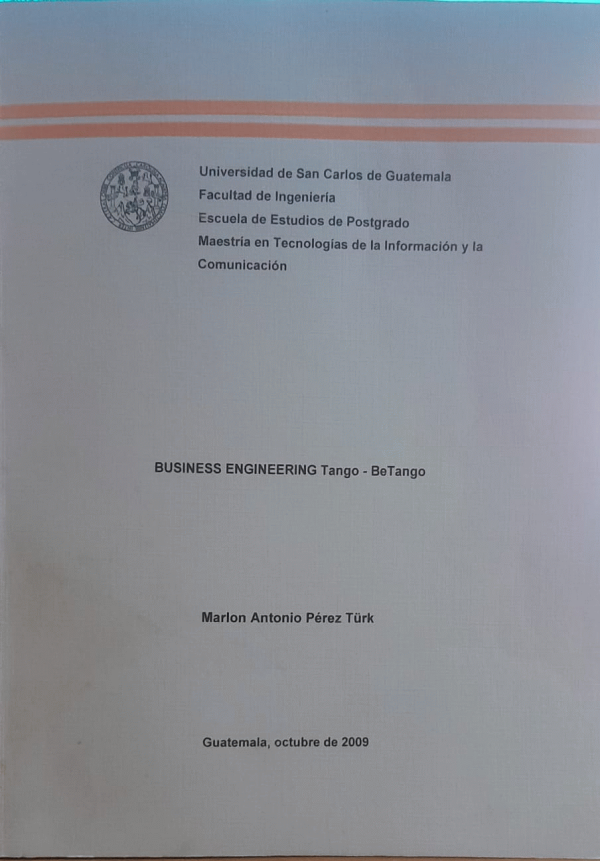 Universidad de San Carlos de Guatemala
Facultad de Ingeniería
Escuela de Estudios de Postgrado
Maestría en Tecnologías de la Información y la
Comunicación
BUSINESS ENGINEERING Tango - BeTango
Marlon Antonio Pérez Türk
Guatemala, octubre de 2009